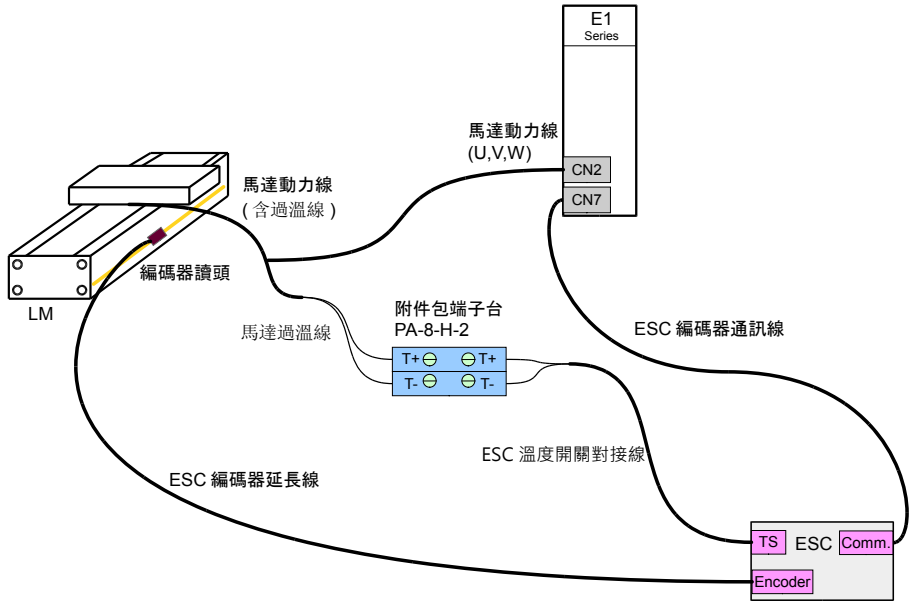 E1
Series
馬達動力線
(U,V,W)
CN2
CN7
馬達動力線
(含過溫線)
編碼器讀頭
LM
馬達過溫線
附件包端子台
PA-8-H-2
T+ T+
T- T-
ESC 編碼器通訊線
ESC 溫度開關對接線
ESC 編碼器延長線
TS ESC Comm.
Encoder